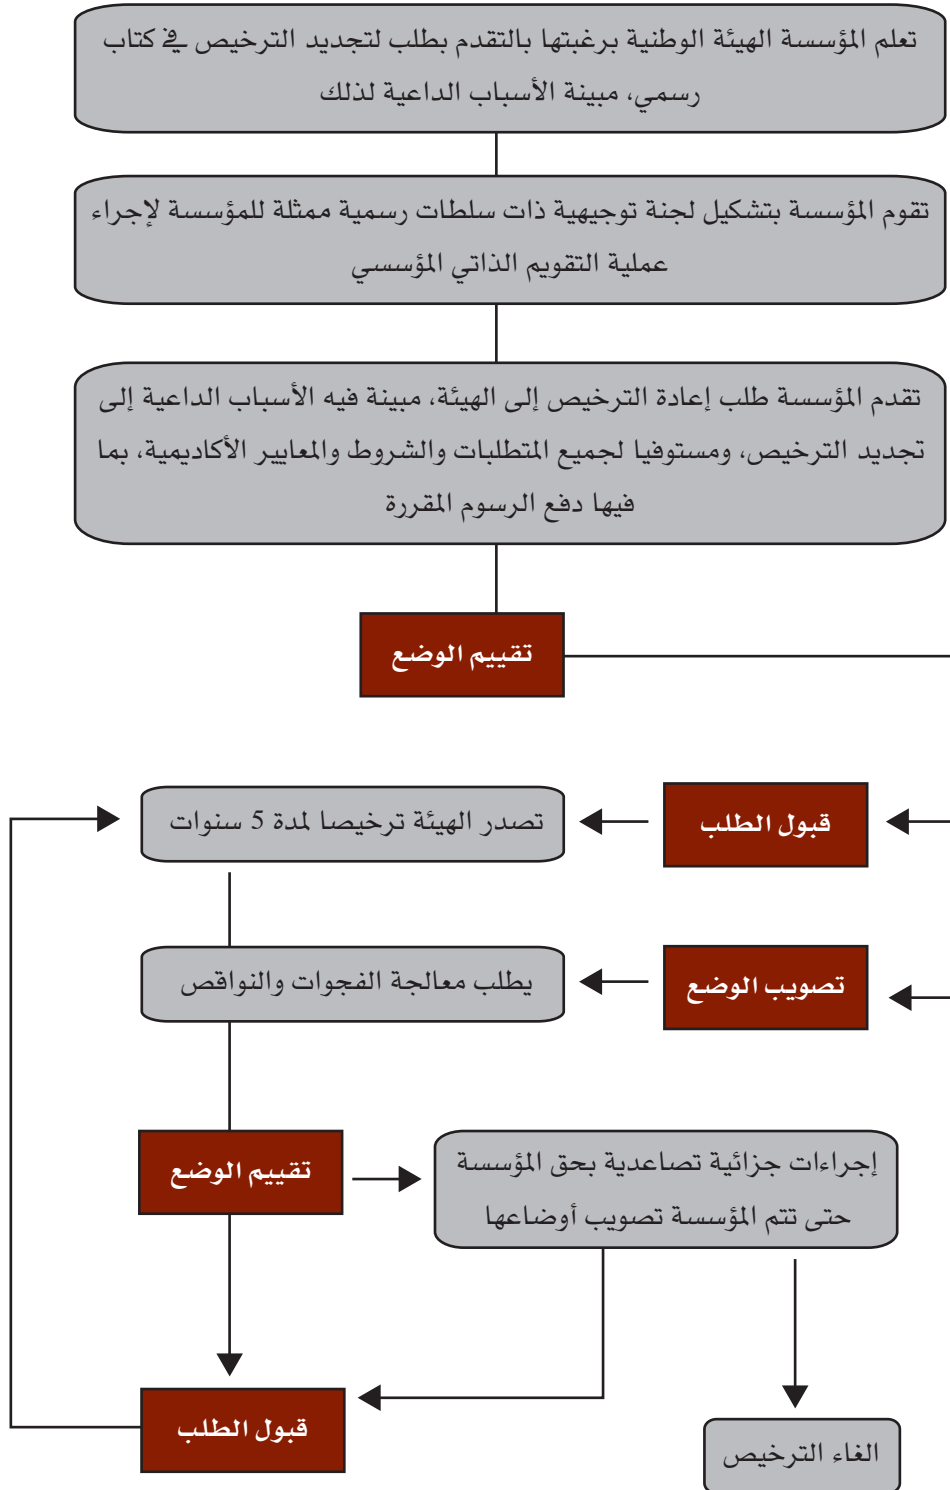 تعلم المؤسسة الهيئة الوطنية برغبتها بالتقدم بطلب لتجديد الترخيص في كتاب
رسمي، مبينة الأسباب الداعية لذلك
تقوم المؤسسة بتشكيل لجنة توجيهية ذات سلطات رسمية ممثلة للمؤسسة لإجراء
عملية التقويم الذاتي المؤسسي
تقدم المؤسسة طلب إعادة الترخيص إلى الهيئة، مبينة فيه الأسباب الداعية إلى
تجديد الترخيص، ومستوفيا لجميع المتطلبات والشروط والمعايير الأكاديمية، بما
فيها دفع الرسوم المقررة
تقييم الوضع
قبول الطلب
تصدر الهيئة ترخيصا لمدة 5 سنوات
تصويب الوضع
يطلب معالجة الفجوات والنواقص
إجراءات جزائية تصاعدية بحق المؤسسة
حتى تتم المؤسسة تصويب أوضاعها
تقييم الوضع
قبول الطلب
الغاء الترخيص